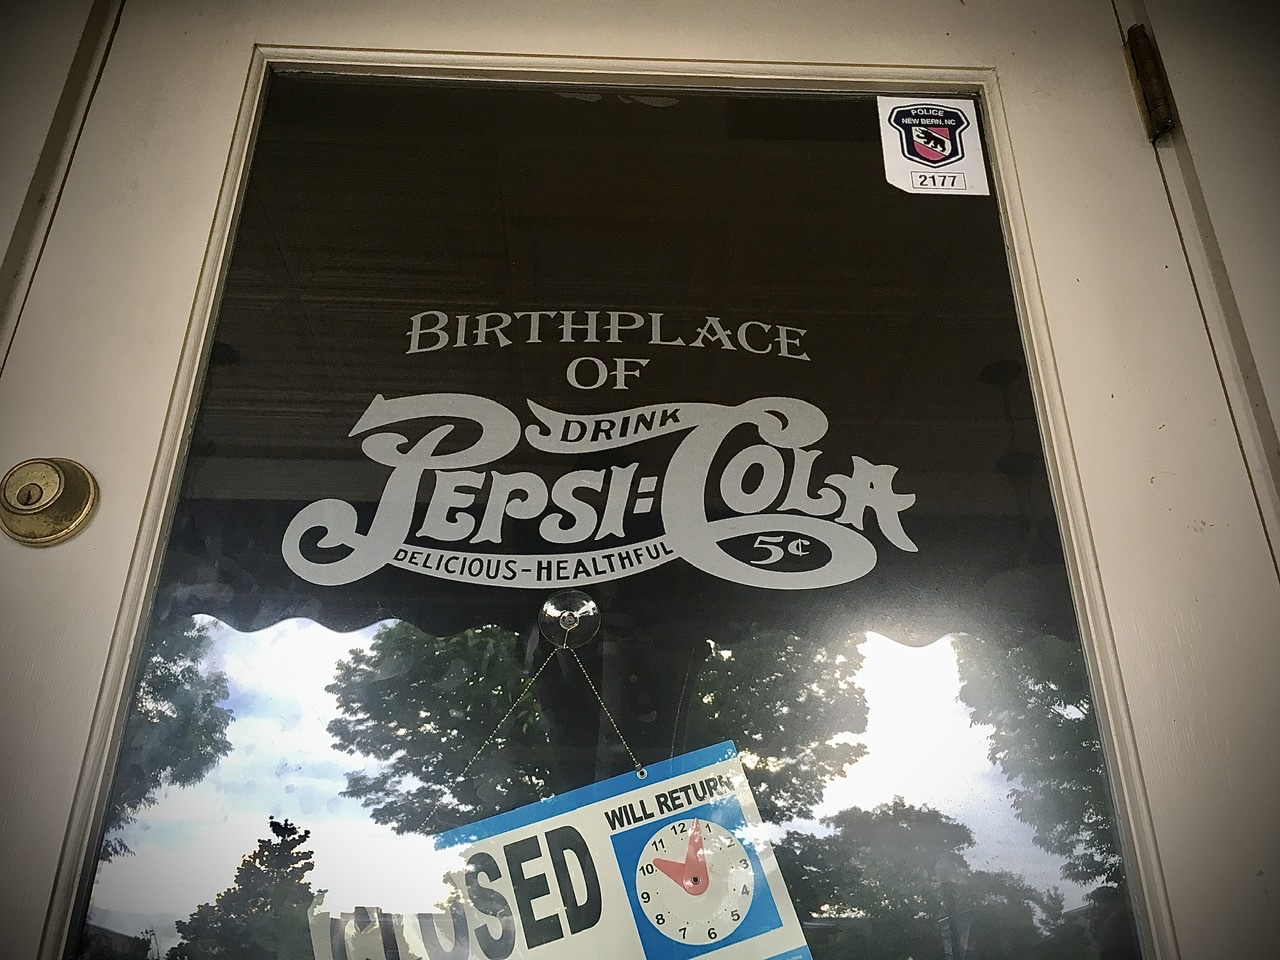 POLICE
NEW BERN, NC
2177
BIRTHPLACE
OF
DRINK
PEPSI-COLA
DELICIOUS-HEALTHFUL
5¢
CLOSED
WILL RETURN
12
1
2
3
4
5
6
7
8
9
10
11